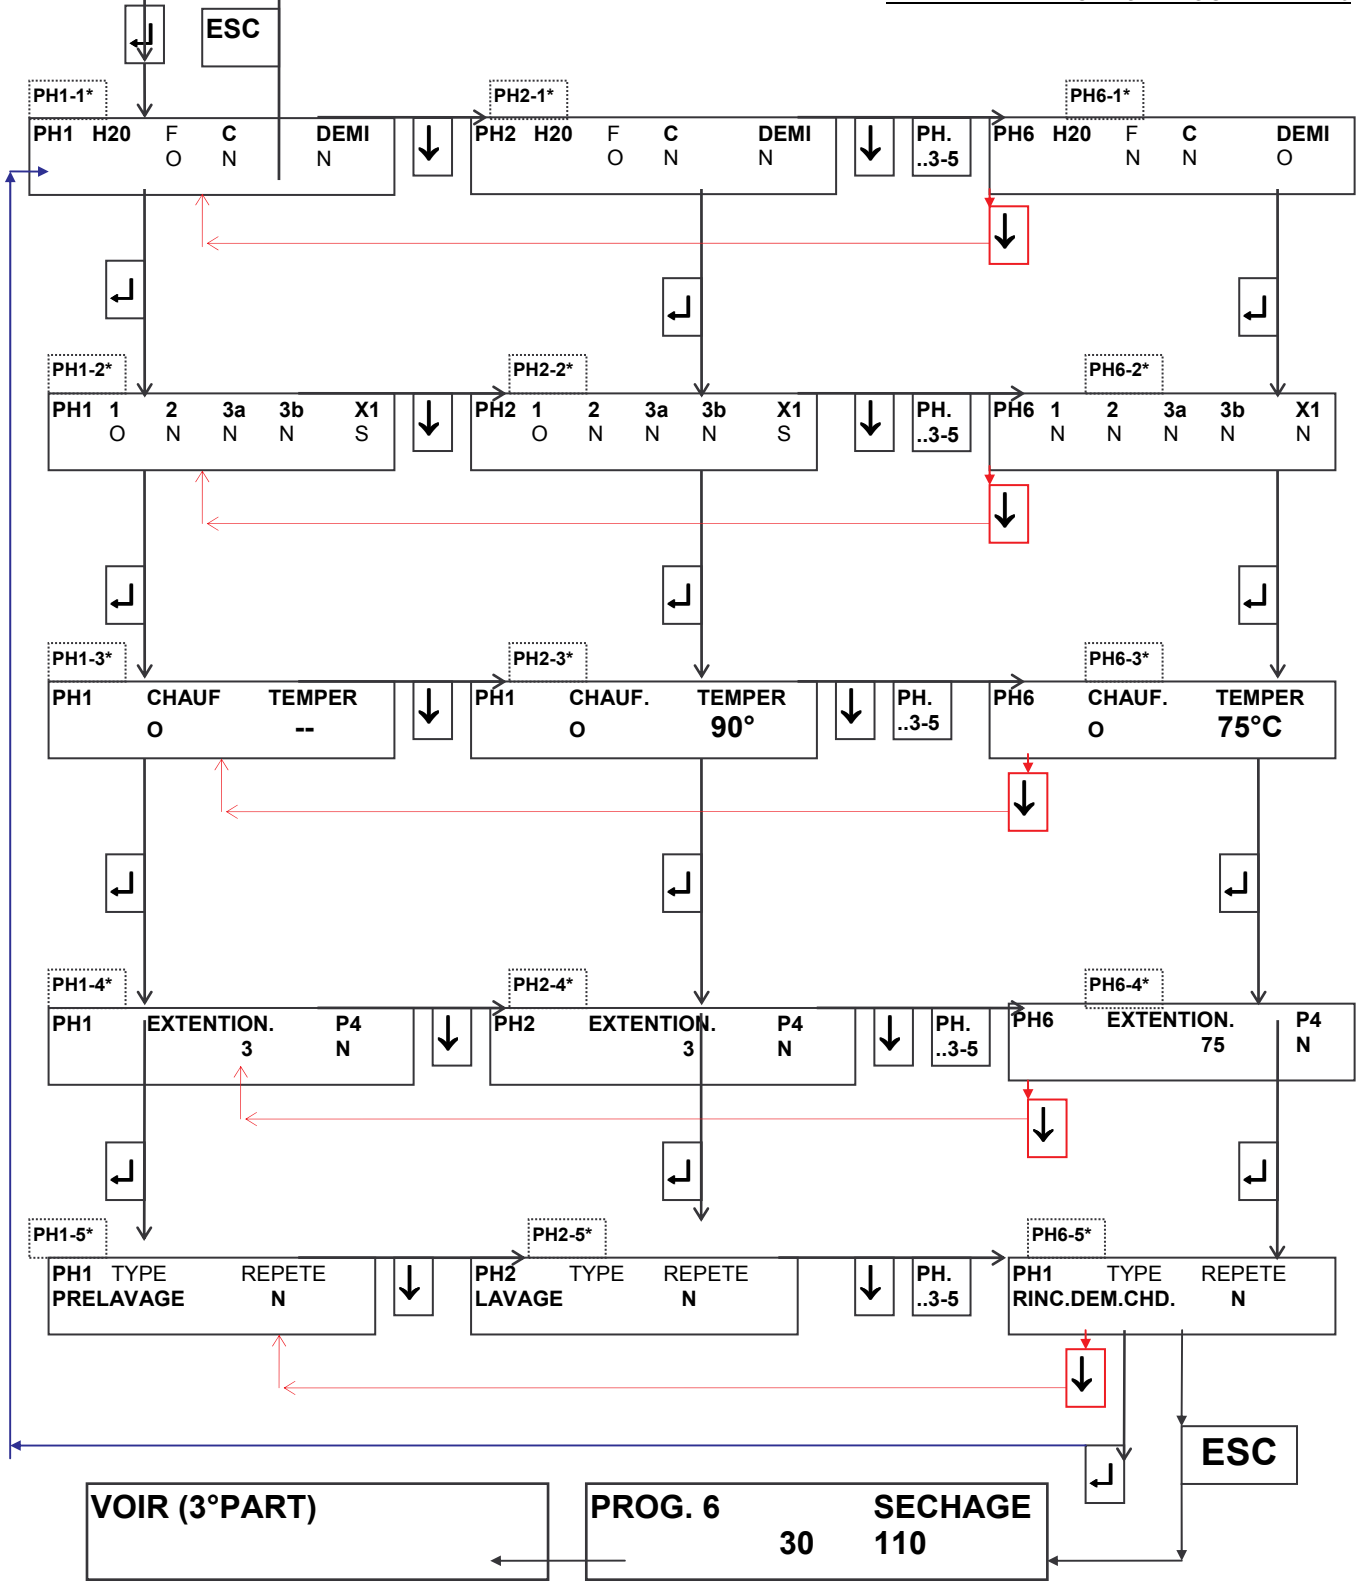 ESC
PH1-1* PH2-1* PH6-1*
PH1 H20 F C DEMI
O N N
PH2 H20 F C DEMI
O N N
PH.
..3-5
PH6 H20 F C DEMI
N N O
PH1-2* PH2-2* PH6-2*
PH1 1 2 3a 3b X1
O N N N S
PH2 1 2 3a 3b X1
O N N N S
PH.
..3-5
PH6 1 2 3a 3b X1
N N N N N
PH1-3* PH2-3* PH6-3*
PH1 CHAUF TEMPER
O --
PH1 CHAUF. TEMPER
O 90°
PH.
..3-5
PH6 CHAUF. TEMPER
O 75°C
PH1-4* PH2-4* PH6-4*
PH1 EXTENTION. P4
3 N
PH2 EXTENTION. P4
3 N
PH.
..3-5
PH6 EXTENTION. P4
75 N
PH1-5* PH2-5* PH6-5*
PH1 TYPE REPETE
PRELAVAGE N
PH2 TYPE REPETE
LAVAGE N
PH.
..3-5
PH1 TYPE REPETE
RINC.DEM.CHD. N
ESC
VOIR (3°PART)
PROG. 6 SECHAGE
30 110